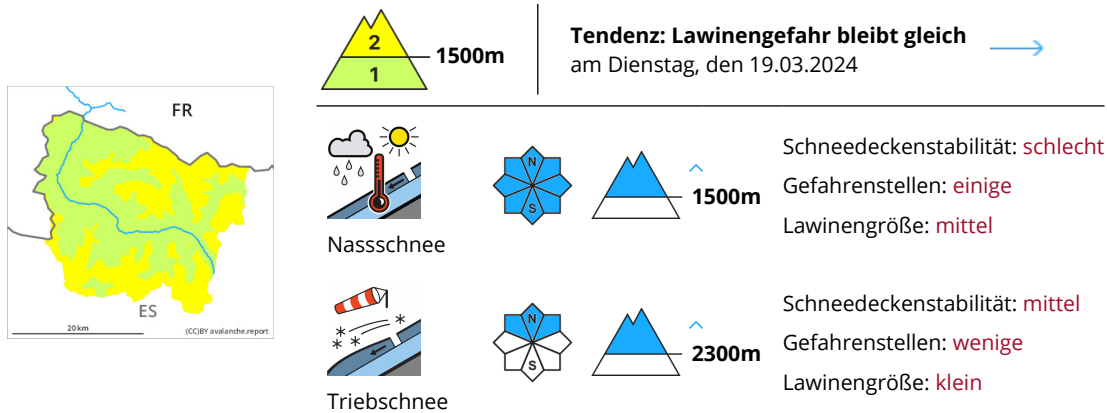 FR
ES
20 km
(CC)BY avalanche.report
2
1
1500m
Tendenz: Lawinengefahr bleibt gleich
am Dienstag, den 19.03.2024
Nassschnee
N
S
1500m
Schneedeckenstabilität: schlecht
Gefahrenstellen: einige
Lawinengröße: mittel
Triebschnee
N
S
2300m
Schneedeckenstabilität: mittel
Gefahrenstellen: wenige
Lawinengröße: klein